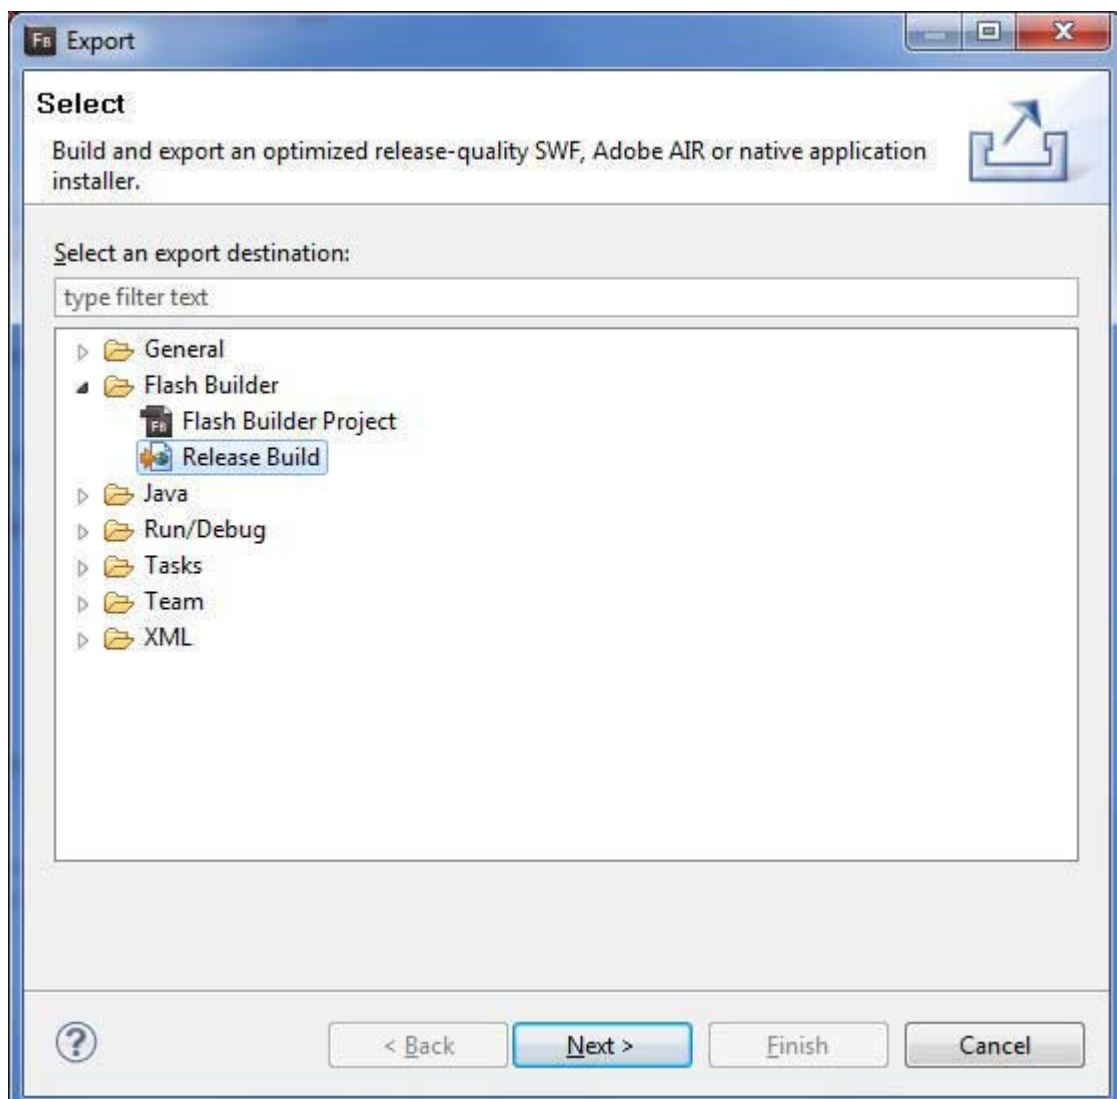 FB Export
Select
Build and export an optimized release-quality SWF, Adobe AIR or native application
installer.
Select an export destination:
type filter text
General
Flash Builder
FB Flash Builder Project
Release Build
Java
Run/Debug
Tasks
Team
XML
? < Back Next > Finish Cancel